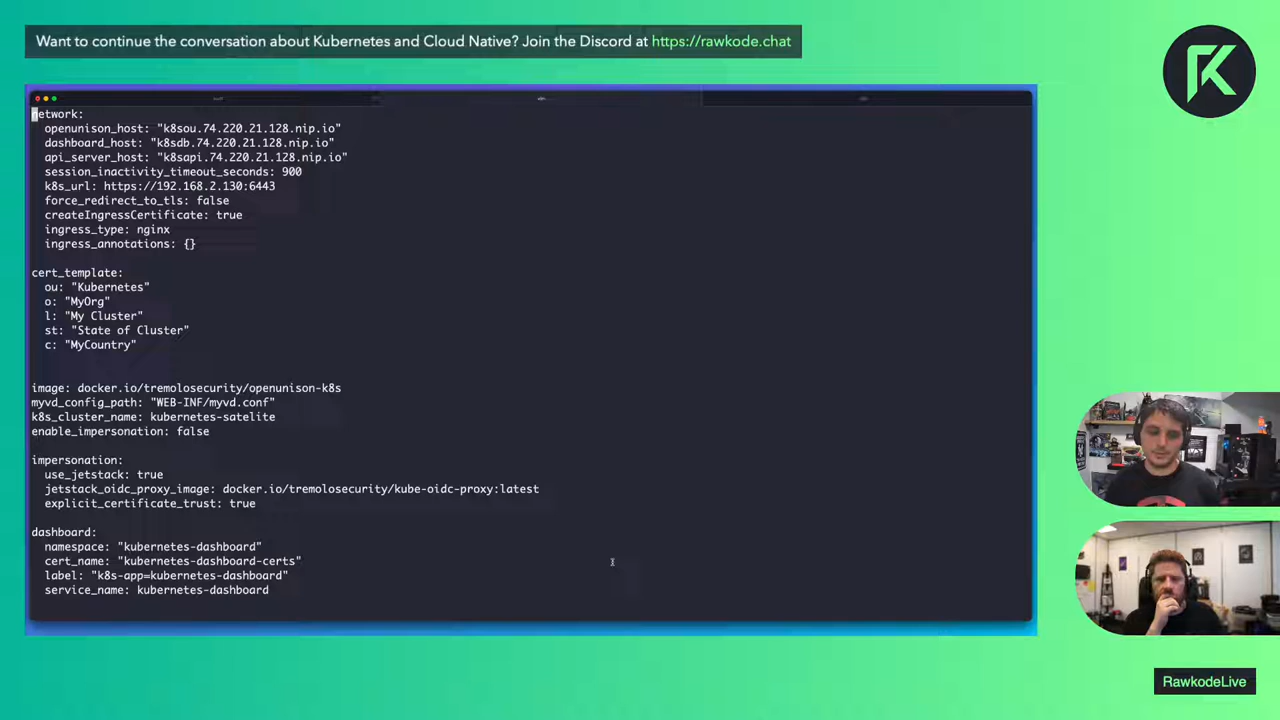 Want to continue the conversation about Kubernetes and Cloud Native? Join the Discord at https://rawkode.chat
network:
openunison_host: "k8sou.74.220.21.128.nip.io"
dashboard_host: "k8sdb.74.220.21.128.nip.io"
api_server_host: "k8sapi.74.220.21.128.nip.io"
session_inactivity_timeout_seconds: 900
k8s_url: https://192.168.2.130:6443
force_redirect_to_tls: false
createIngressCertificate: true
ingress_type: nginx
ingress_annotations: {}
cert_template:
ou: "Kubernetes"
o: "MyOrg"
l: "My Cluster"
st: "State of Cluster"
c: "MyCountry"
image: docker.io/tremolosecurity/openunison-k8s
myvd_config_path: "WEB-INF/myvd.conf"
k8s_cluster_name: kubernetes-satelite
enable_impersonation: false
impersonation:
use_jetstack: true
jetstack_oidc_proxy_image: docker.io/tremolosecurity/kube-oidc-proxy:latest
explicit_certificate_trust: true
dashboard:
namespace: "kubernetes-dashboard"
cert_name: "kubernetes-dashboard-certs"
label: "k8s-app=kubernetes-dashboard"
service_name: kubernetes-dashboard
RawkodeLive